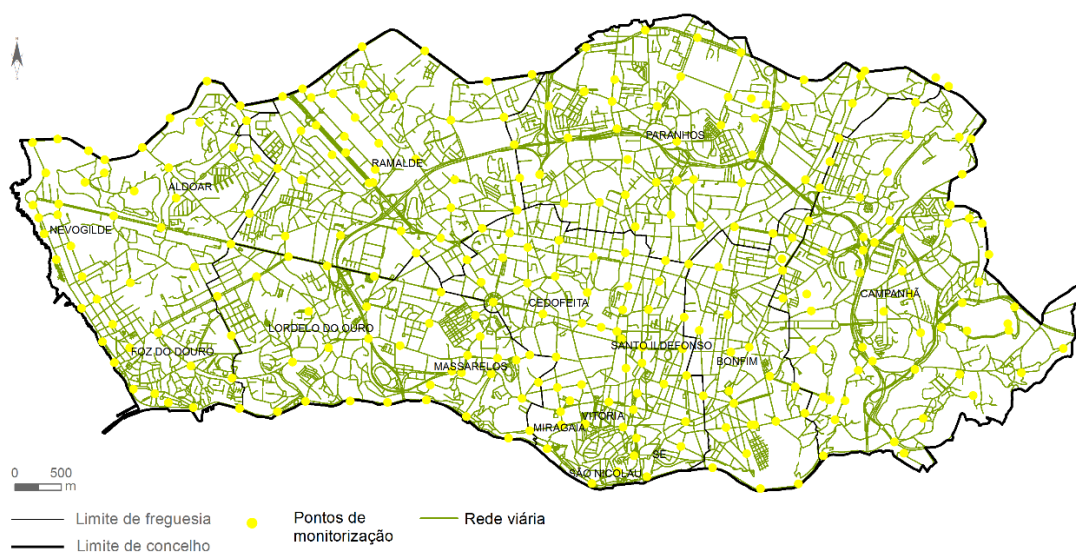 PARANHOS
RAMALDE
ALDOAR
NEVOGILDE
CAMPANHÃ
CEDOFEITA
LORDELO DO OURO
SANTO ILDEFONSO
FOZ DO DOURO
BONFIM
MASSARELOS
VITÓRIA
MIRAGAIA
SÉ
SÃO NICOLAU
0 500
m
Limite de freguesia
Pontos de
monitorização
Rede viária
Limite de concelho